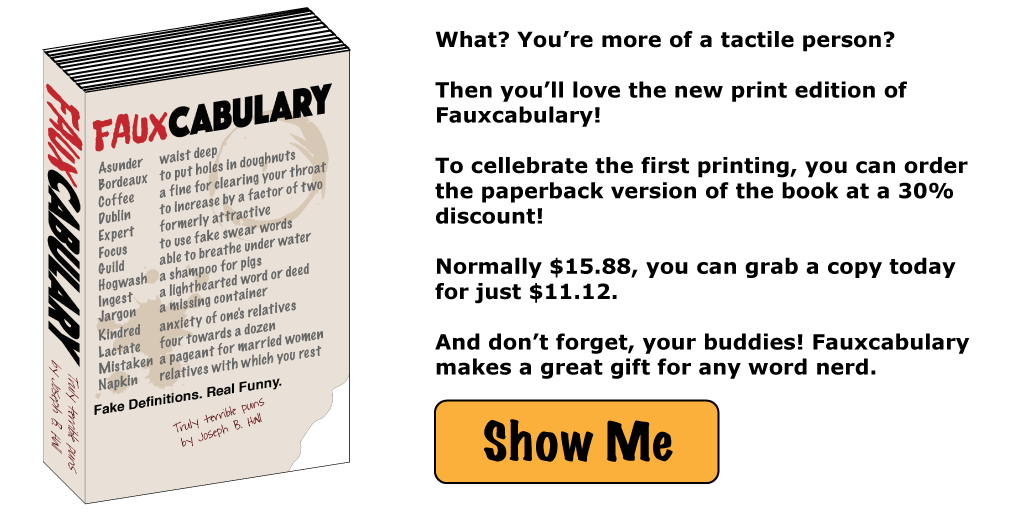 FAUXCABULARY
Asunder waist deep
Bordeaux to put holes in doughnuts
Coffee a fine for clearing your throat
Dublin to increase by a factor of two
Expert formerly attractive
Focus to use fake swear words
Guild able to breathe under water
Hogwash a shampoo for pigs
Ingest a lighthearted word or deed
Jargon a missing container
Kindred anxiety of one's relatives
Lactate four towards a dozen
Mistaken a pageant for married women
Napkin relatives with which you rest
Fake Definitions. Real Funny.
Truly terrible puns
by Joseph B. Hall
FAUXCABULARY
Truly terrible puns
by Joseph B. Hall
What? You’re more of a tactile person?
Then you’ll love the new print edition of
Fauxcabulary!
To cellebrate the first printing, you can order
the paperback version of the book at a 30%
discount!
Normally $15.88, you can grab a copy today
for just $11.12.
And don’t forget, your buddies! Fauxcabulary
makes a great gift for any word nerd.
Show Me